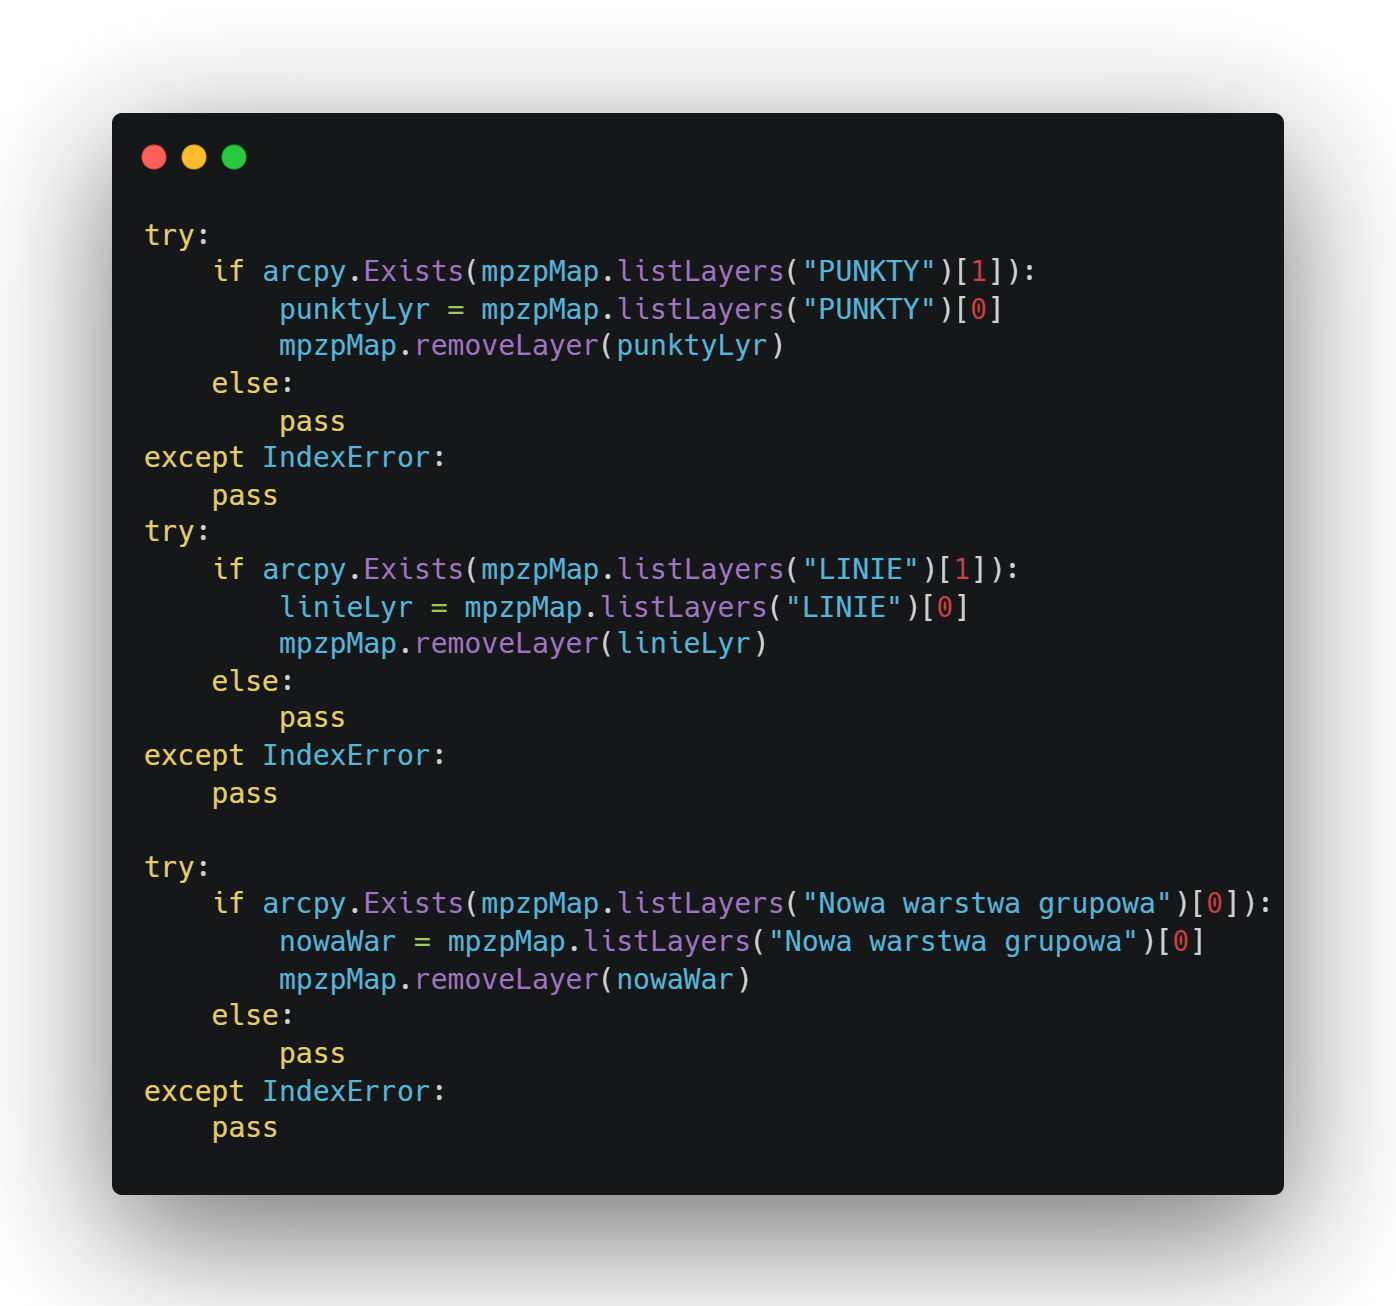 try:
    if arcpy.Exists(mpzpMap.listLayers("PUNKTY")[1]):
        punktyLyr = mpzpMap.listLayers("PUNKTY")[0]
        mpzpMap.removeLayer(punktyLyr)
    else:
        pass
except IndexError:
    pass
try:
    if arcpy.Exists(mpzpMap.listLayers("LINIE")[1]):
        linieLyr = mpzpMap.listLayers("LINIE")[0]
        mpzpMap.removeLayer(linieLyr)
    else:
        pass
except IndexError:
    pass

try:
    if arcpy.Exists(mpzpMap.listLayers("Nowa warstwa grupowa")[0]):
        nowaWar = mpzpMap.listLayers("Nowa warstwa grupowa")[0]
        mpzpMap.removeLayer(nowaWar)
    else:
        pass
except IndexError:
    pass